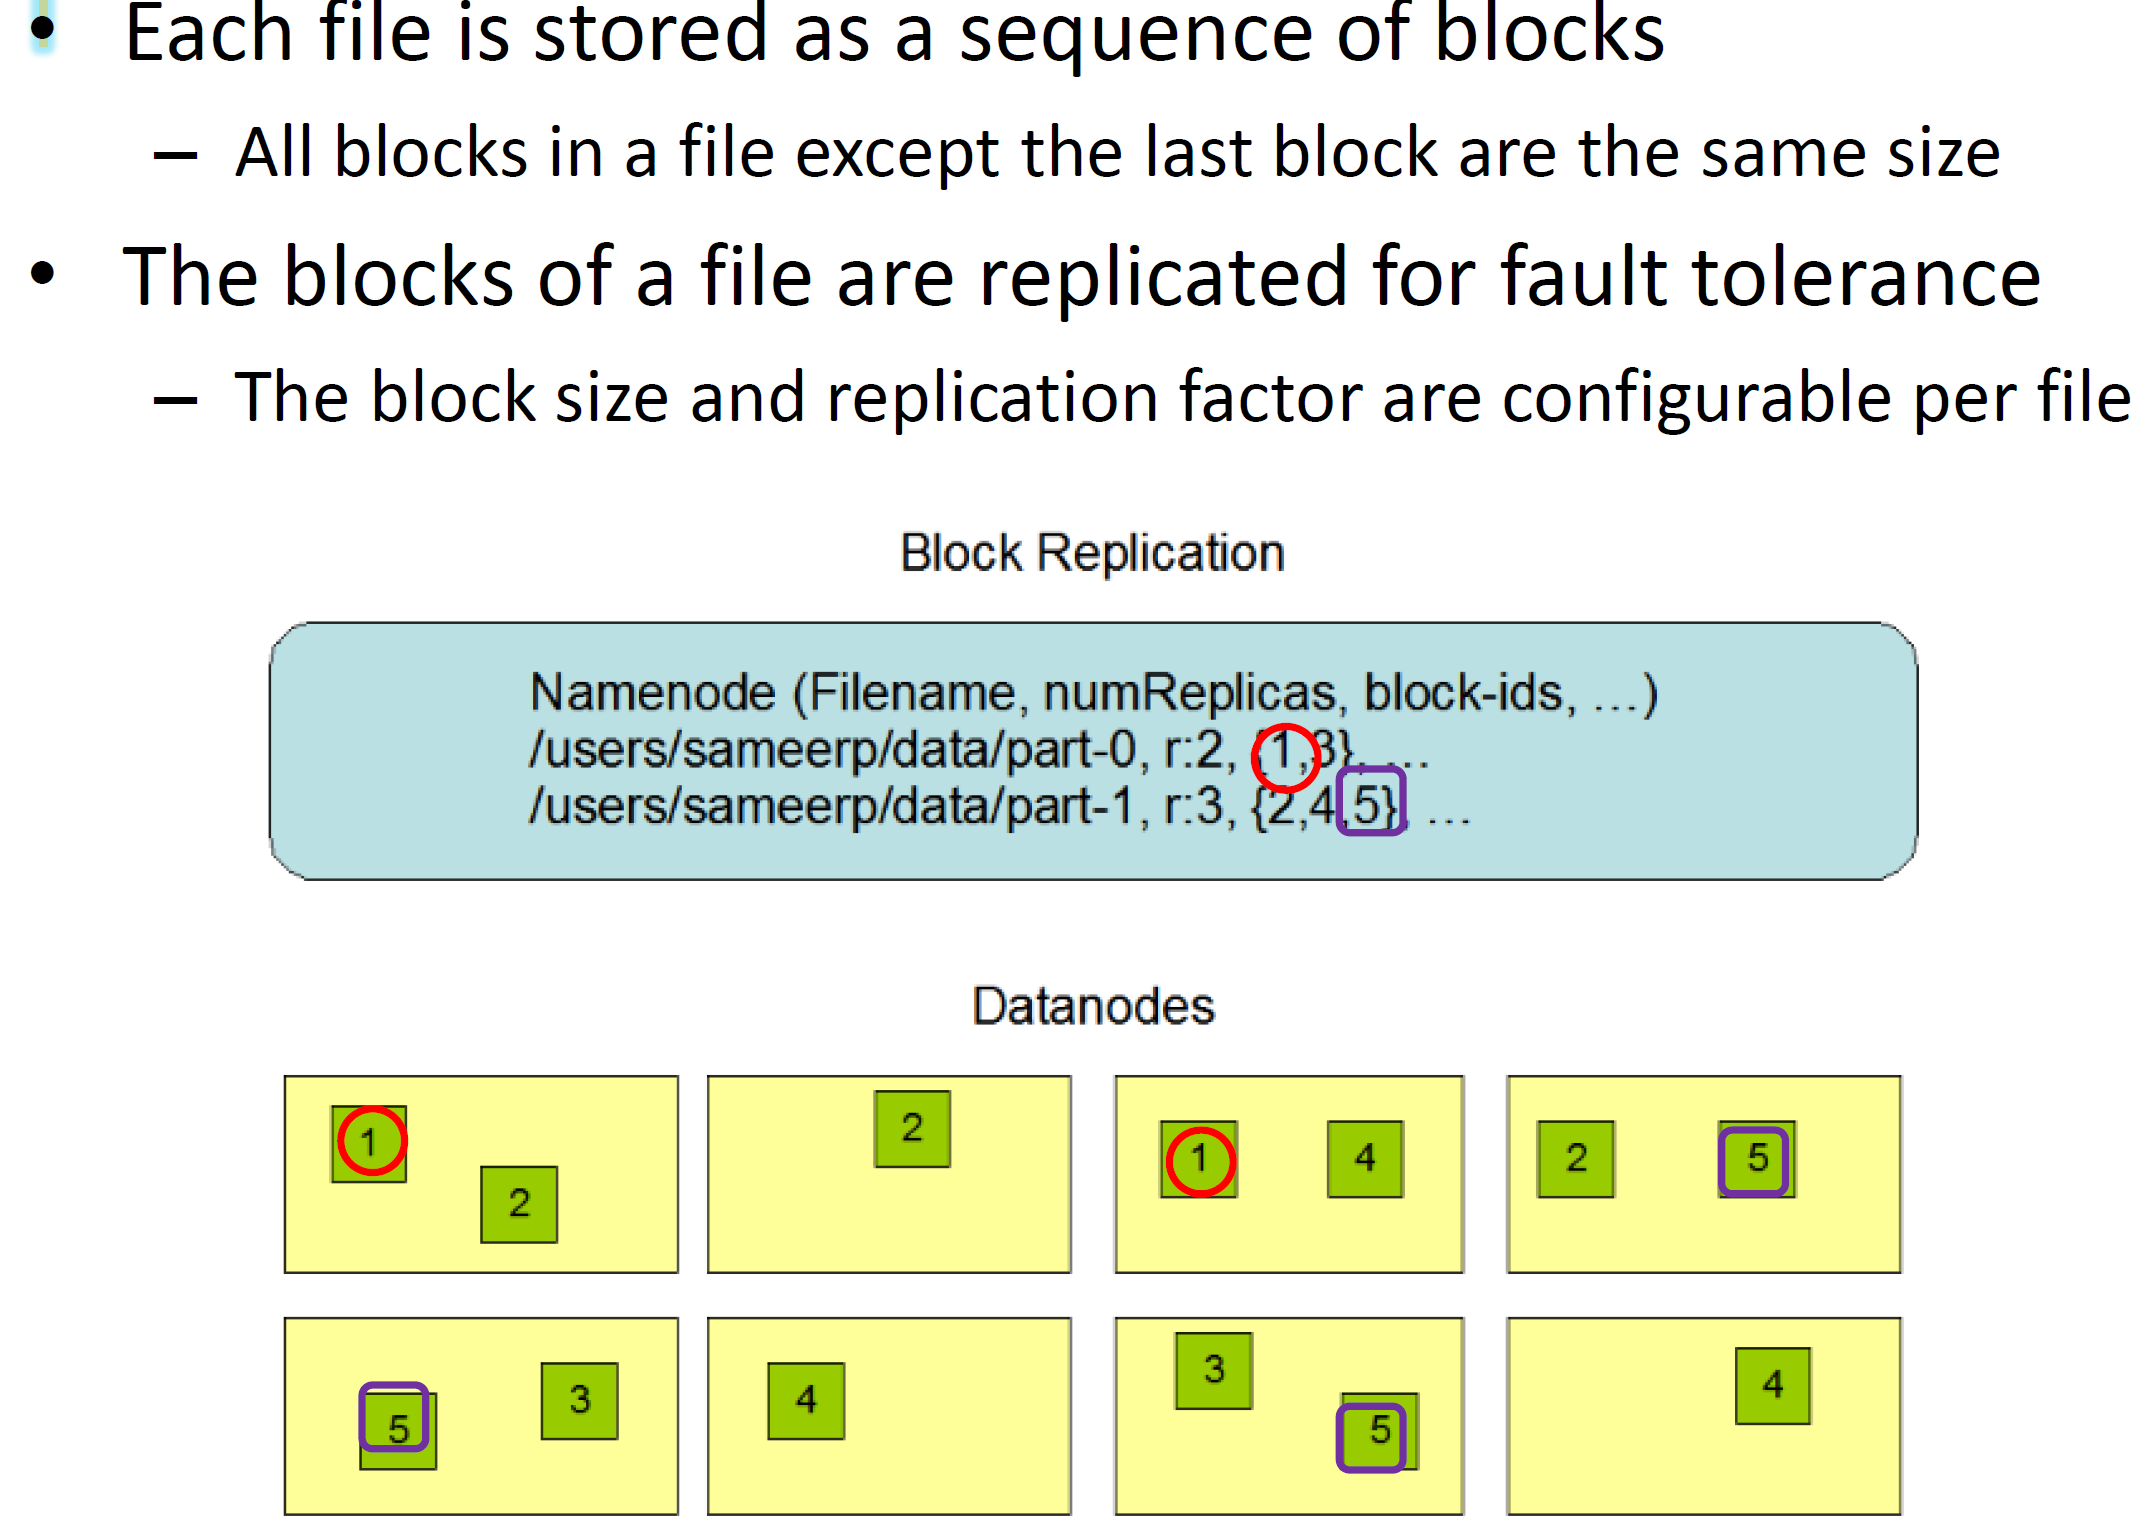 • Each file is stored as a sequence of blocks
– All blocks in a file except the last block are the same size
• The blocks of a file are replicated for fault tolerance
– The block size and replication factor are configurable per file
Block Replication
Namenode (Filename, numReplicas, block-ids, …)
/users/sameerp/data/part-0, r:2, {1,3}, …
/users/sameerp/data/part-1, r:3, {2,4,5}, …
Datanodes
1 2 2 1 4 2 5
5 3 4 3 5 4